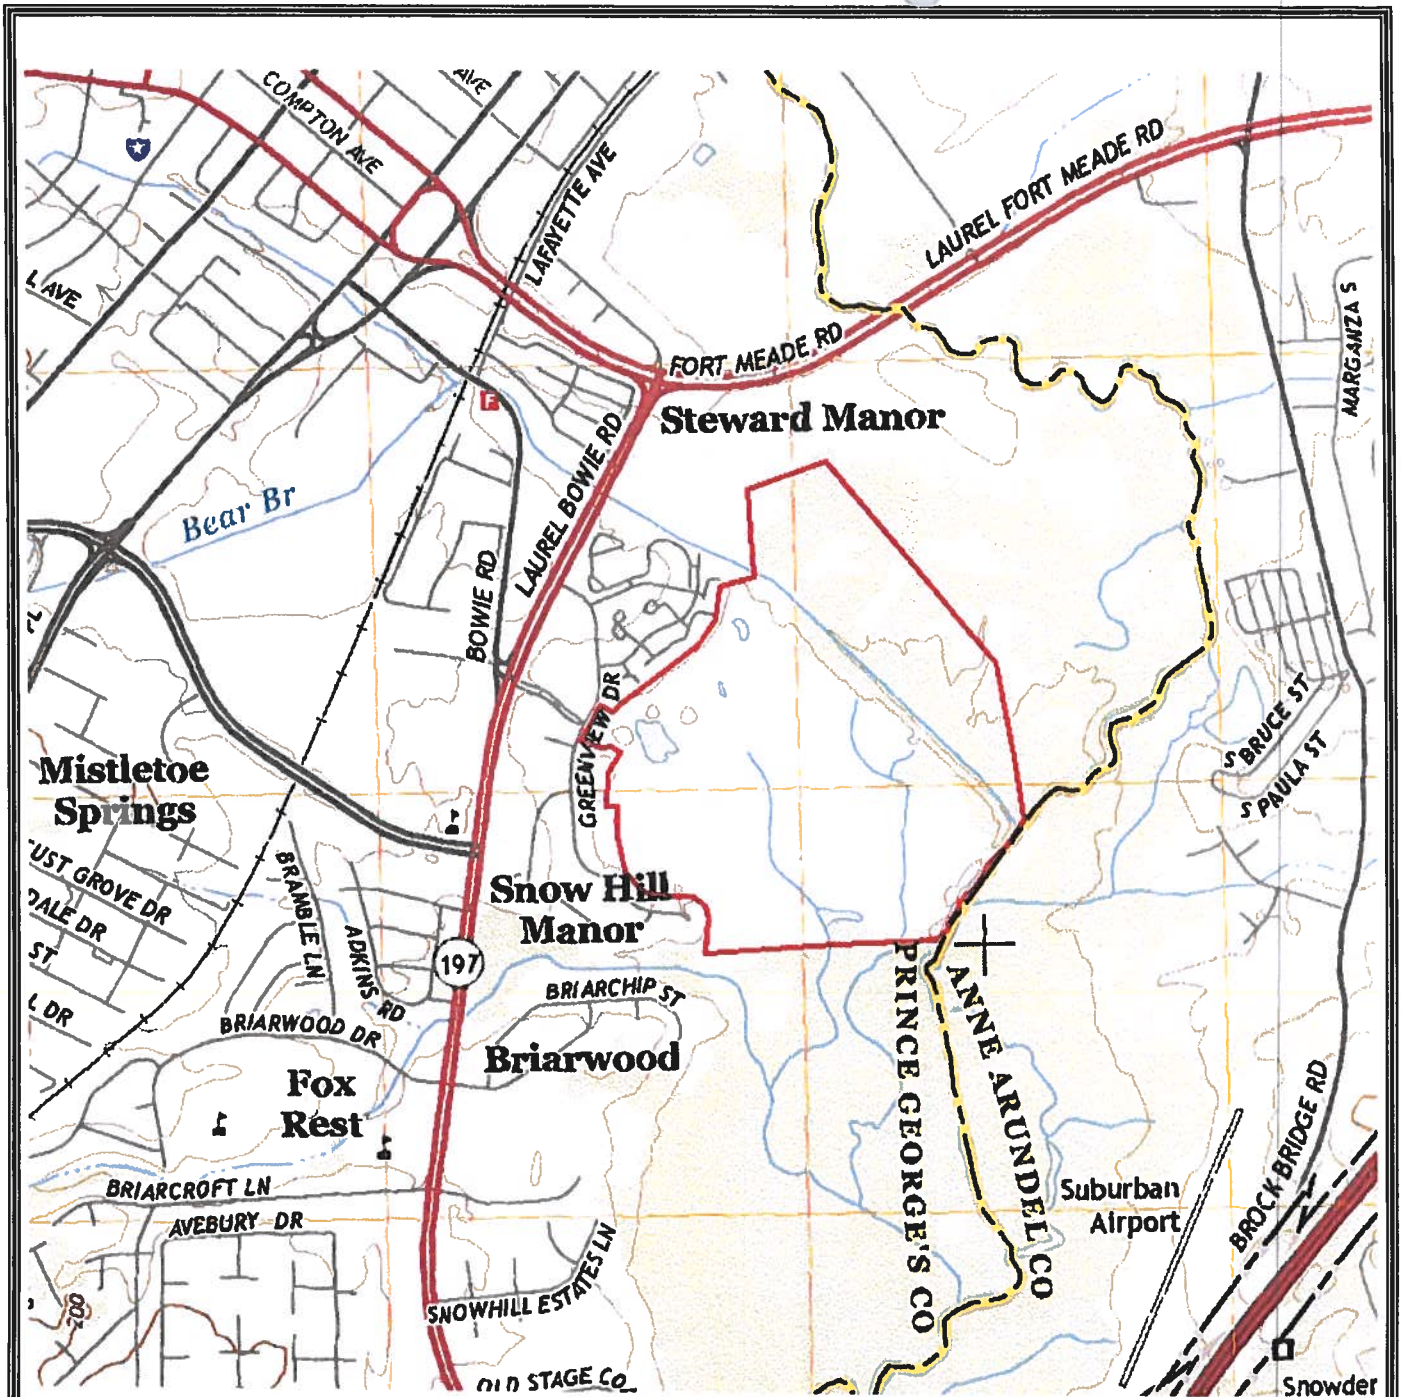 COMPTON AVE
AVE
LAFAYETTE AVE
LAUREL FORT MEADE RD
L AVE
MARGANZA S
FORT MEADE RD
F
Steward Manor
LAUREL BOWIE RD
Bear Br
BOWIE RD
PL
GREENVIEW DR
S BRUCE ST
S PAULA ST
Mistletoe
Springs
UST GROVE DR
DALE DR
ST
L DR
BRAMBLE LN
ADKINS RD
Snow Hill
Manor
197
BRIARCHIP ST
BRIARWOOD DR
Briarwood
Fox
Rest
PRINCE GEORGE'S CO
ANNE ARUNDEL CO
BROCK BRIDGE RD
Suburban
Airport
BRIARCROFT LN
AVEBURY DR
SNOWHILL ESTATES LN
200
OLD STAGE CO
Snowder